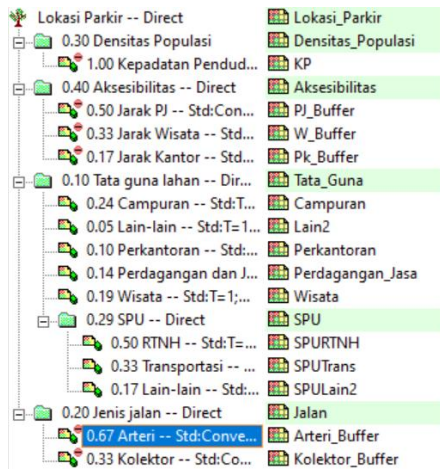 Lokasi Parkir -- Direct Lokasi_Parkir
0.30 Densitas Populasi Densitas_Populasi
1.00 Kepadatan Pendud... KP
0.40 Aksesibilitas -- Direct Aksesibilitas
0.50 Jarak PJ -- Std:Con... PJ_Buffer
0.33 Jarak Wisata -- Std... W_Buffer
0.17 Jarak Kantor -- Std... Pk_Buffer
0.10 Tata guna lahan -- Dir... Tata_Guna
0.24 Campuran -- Std:T... Campuran
0.05 Lain-lain -- Std:T=1... Lain2
0.10 Perkantoran -- Std:... Perkantoran
0.14 Perdagangan dan J... Perdagangan_Jasa
0.19 Wisata -- Std:T=1;... Wisata
0.29 SPU -- Direct SPU
0.50 RTNH -- Std:T=... SPURTNH
0.33 Transportasi -- ... SPUTrans
0.17 Lain-lain -- Std:... SPULain2
0.20 Jenis jalan -- Direct Jalan
0.67 Arteri -- Std:Conve... Arteri_Buffer
0.33 Kolektor -- Std:Co... Kolektor_Buffer